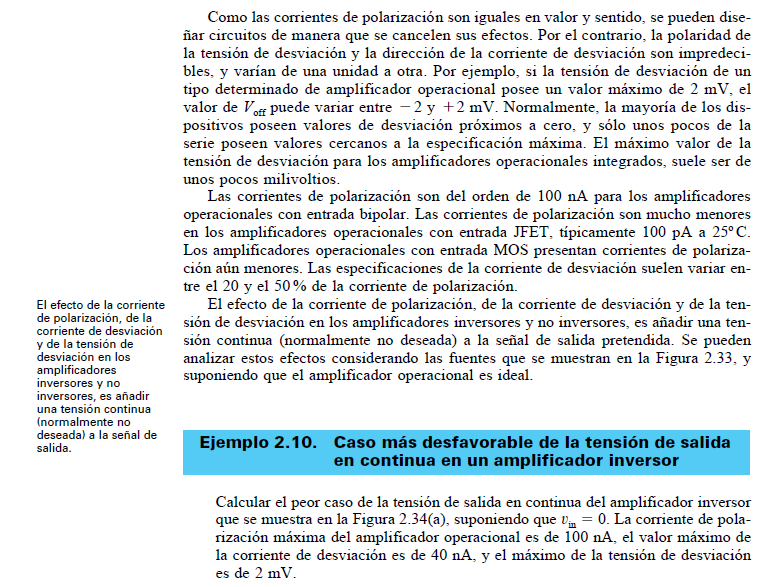 Como las corrientes de polarización son iguales en valor y sentido, se pueden dise-
ñar circuitos de manera que se cancelen sus efectos. Por el contrario, la polaridad de
la tensión de desviación y la dirección de la corriente de desviación son impredeci-
bles, y varían de una unidad a otra. Por ejemplo, si la tensión de desviación de un
tipo determinado de amplificador operacional posee un valor máximo de 2 mV, el
valor de Voff puede variar entre −2 y +2 mV. Normalmente, la mayoría de los dis-
positivos poseen valores de desviación próximos a cero, y sólo unos pocos de la
serie poseen valores cercanos a la especificación máxima. El máximo valor de la
tensión de desviación para los amplificadores operacionales integrados, suele ser de
unos pocos milivoltios.
Las corrientes de polarización son del orden de 100 nA para los amplificadores
operacionales con entrada bipolar. Las corrientes de polarización son mucho menores
en los amplificadores operacionales con entrada JFET, típicamente 100 pA a 25°C.
Los amplificadores operacionales con entrada MOS presentan corrientes de polariza-
ción aún menores. Las especificaciones de la corriente de desviación suelen variar en-
tre el 20 y el 50% de la corriente de polarización.
El efecto de la corriente de polarización, de la corriente de desviación y de la ten-
sión de desviación en los amplificadores inversores y no inversores, es añadir una ten-
sión continua (normalmente no deseada) a la señal de salida pretendida. Se pueden
analizar estos efectos considerando las fuentes que se muestran en la Figura 2.33, y
suponiendo que el amplificador operacional es ideal.
El efecto de la corriente
de polarización, de la
corriente de desviación
y de la tensión de
desviación en los
amplificadores
inversores y no
inversores, es añadir
una tensión continua
(normalmente no
deseada) a la señal de
salida.
Ejemplo 2.10. Caso más desfavorable de la tensión de salida
en continua en un amplificador inversor
Calcular el peor caso de la tensión de salida en continua del amplificador inversor
que se muestra en la Figura 2.34(a), suponiendo que vin = 0. La corriente de pola-
rización máxima del amplificador operacional es de 100 nA, el valor máximo de
la corriente de desviación es de 40 nA, y el máximo de la tensión de desviación
es de 2 mV.